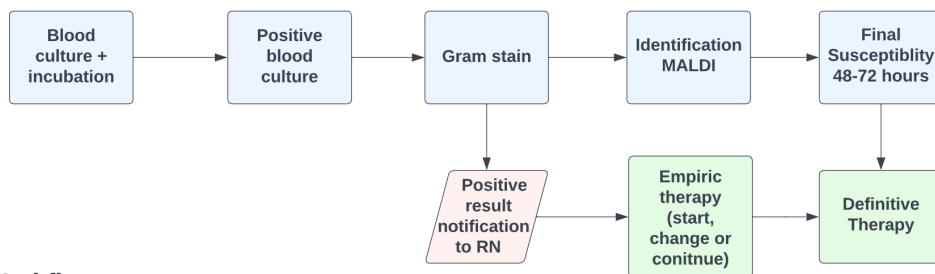 Blood
culture +
incubation
Positive
blood
culture
Gram stain
Identification
MALDI
Final
Susceptiblity
48-72 hours
Positive
result
notification
to RN
Empiric
therapy
(start,
change or
conitnue)
Definitive
Therapy